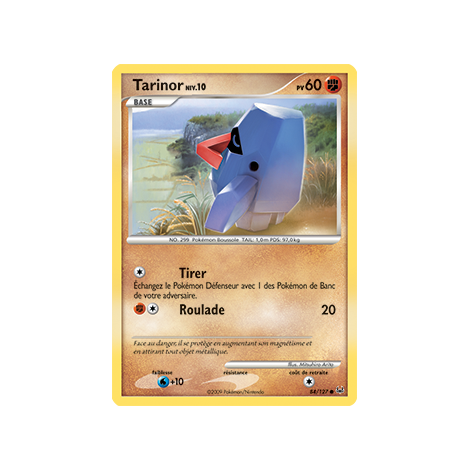 Tarinor NIV.10 PV 60
BASE
NO. 299 Pokémon Boussole TAIL: 1,0m PDS: 97,0kg
Tirer
Échangez le Pokémon Défenseur avec 1 des Pokémon de Banc
de votre adversaire.
Roulade 20
Face au danger, il se protège en augmentant son magnétisme et
en attirant tout objet métallique.
Illus. Mitsuhiro Arita
faiblesse résistance coût de retraite
+10
©2009 Pokémon/Nintendo 84/127